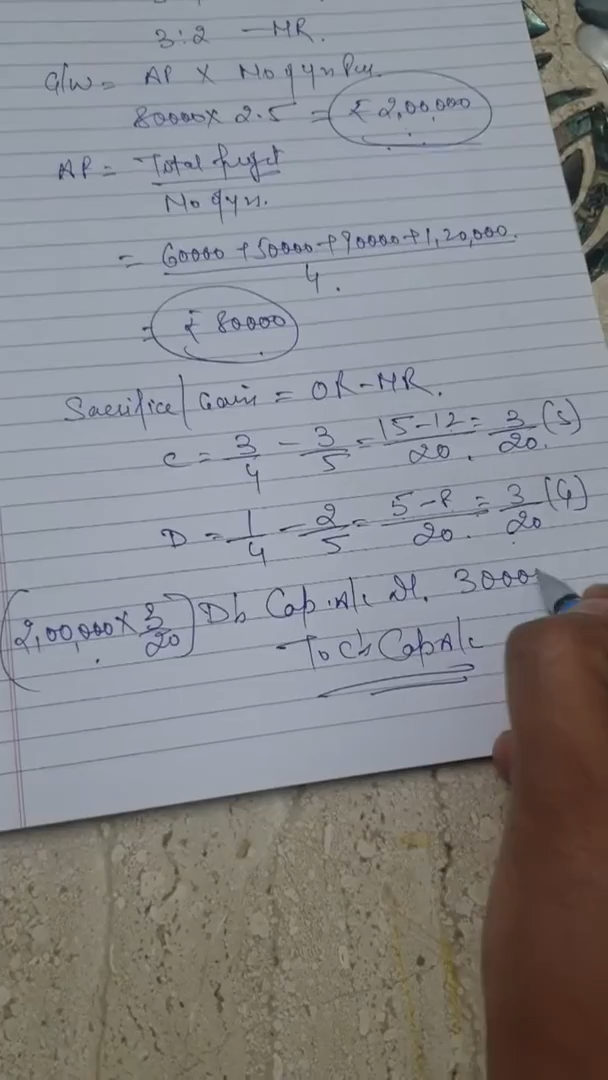 3:2 — NR.
G/W = AP X No of yrs Pur.
80000 X 2.5 = ₹ 2,00,000
AP = Total profit
No of yrs.
= 60000 + 50000 + 90000 + 1,20,000.
4.
= ₹ 80000
Sacrifice/Gain = OR - NR.
C = 3/4 - 3/5 = 15-12/20. = 3/20. (S)
D = 1/4 - 2/5 = 5-8/20. = 3/20 (G)
(2,00,000 X 3/20) D's Cap. A/c Dr. 3000
To C's Cap A/c